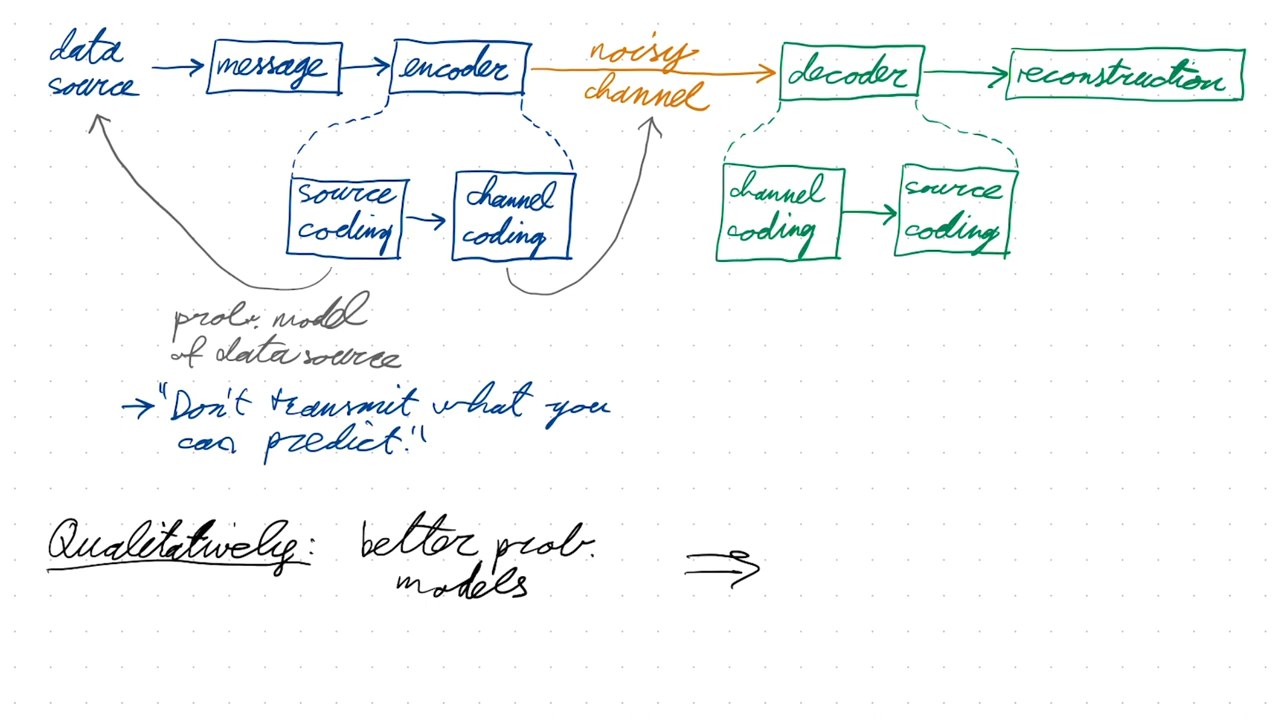 data
source
message
encoder
noisy
channel
decoder
reconstruction
source
coding
channel
coding
channel
coding
source
coding
prob. model
of data source
→ "Don't transmit what you
can predict."
Qualitatively: better prob.
models
⇒